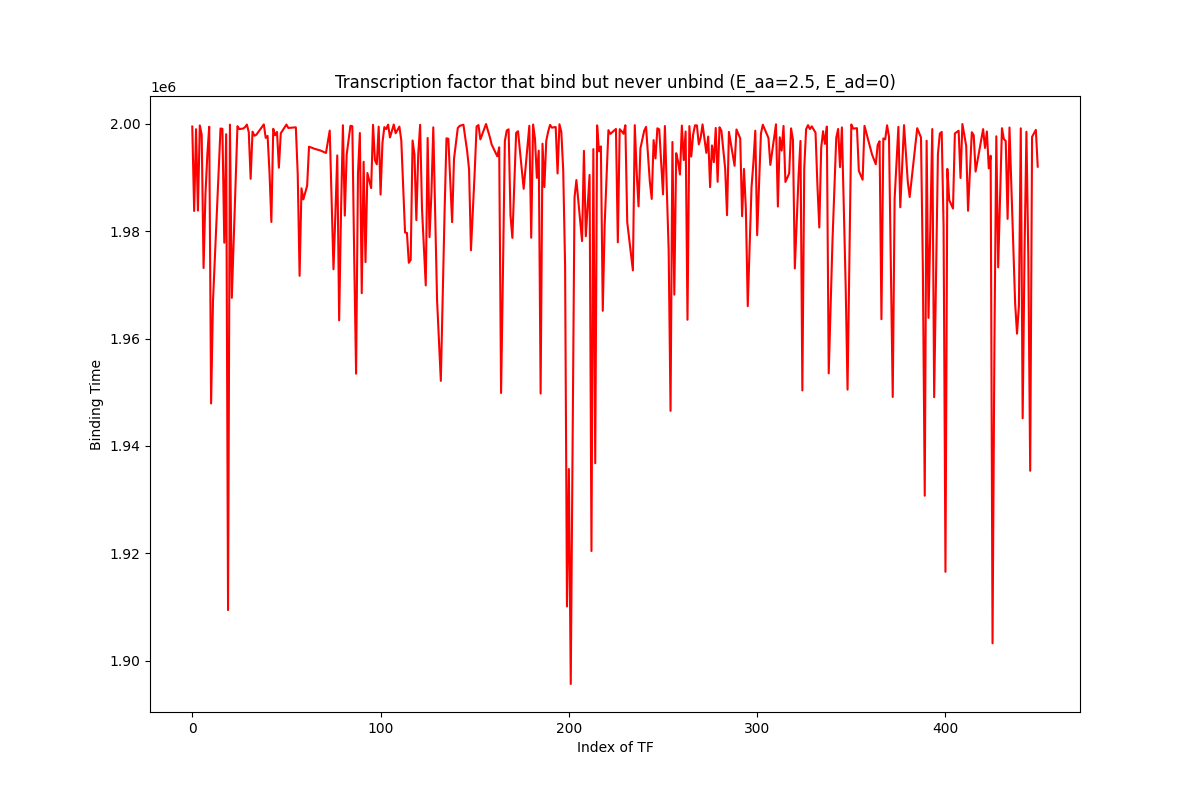 Transcription factor that bind but never unbind (E_aa=2.5, E_ad=0)
1e6
2.00
1.98
1.96
1.94
1.92
1.90
Binding Time
0 100 200 300 400
Index of TF